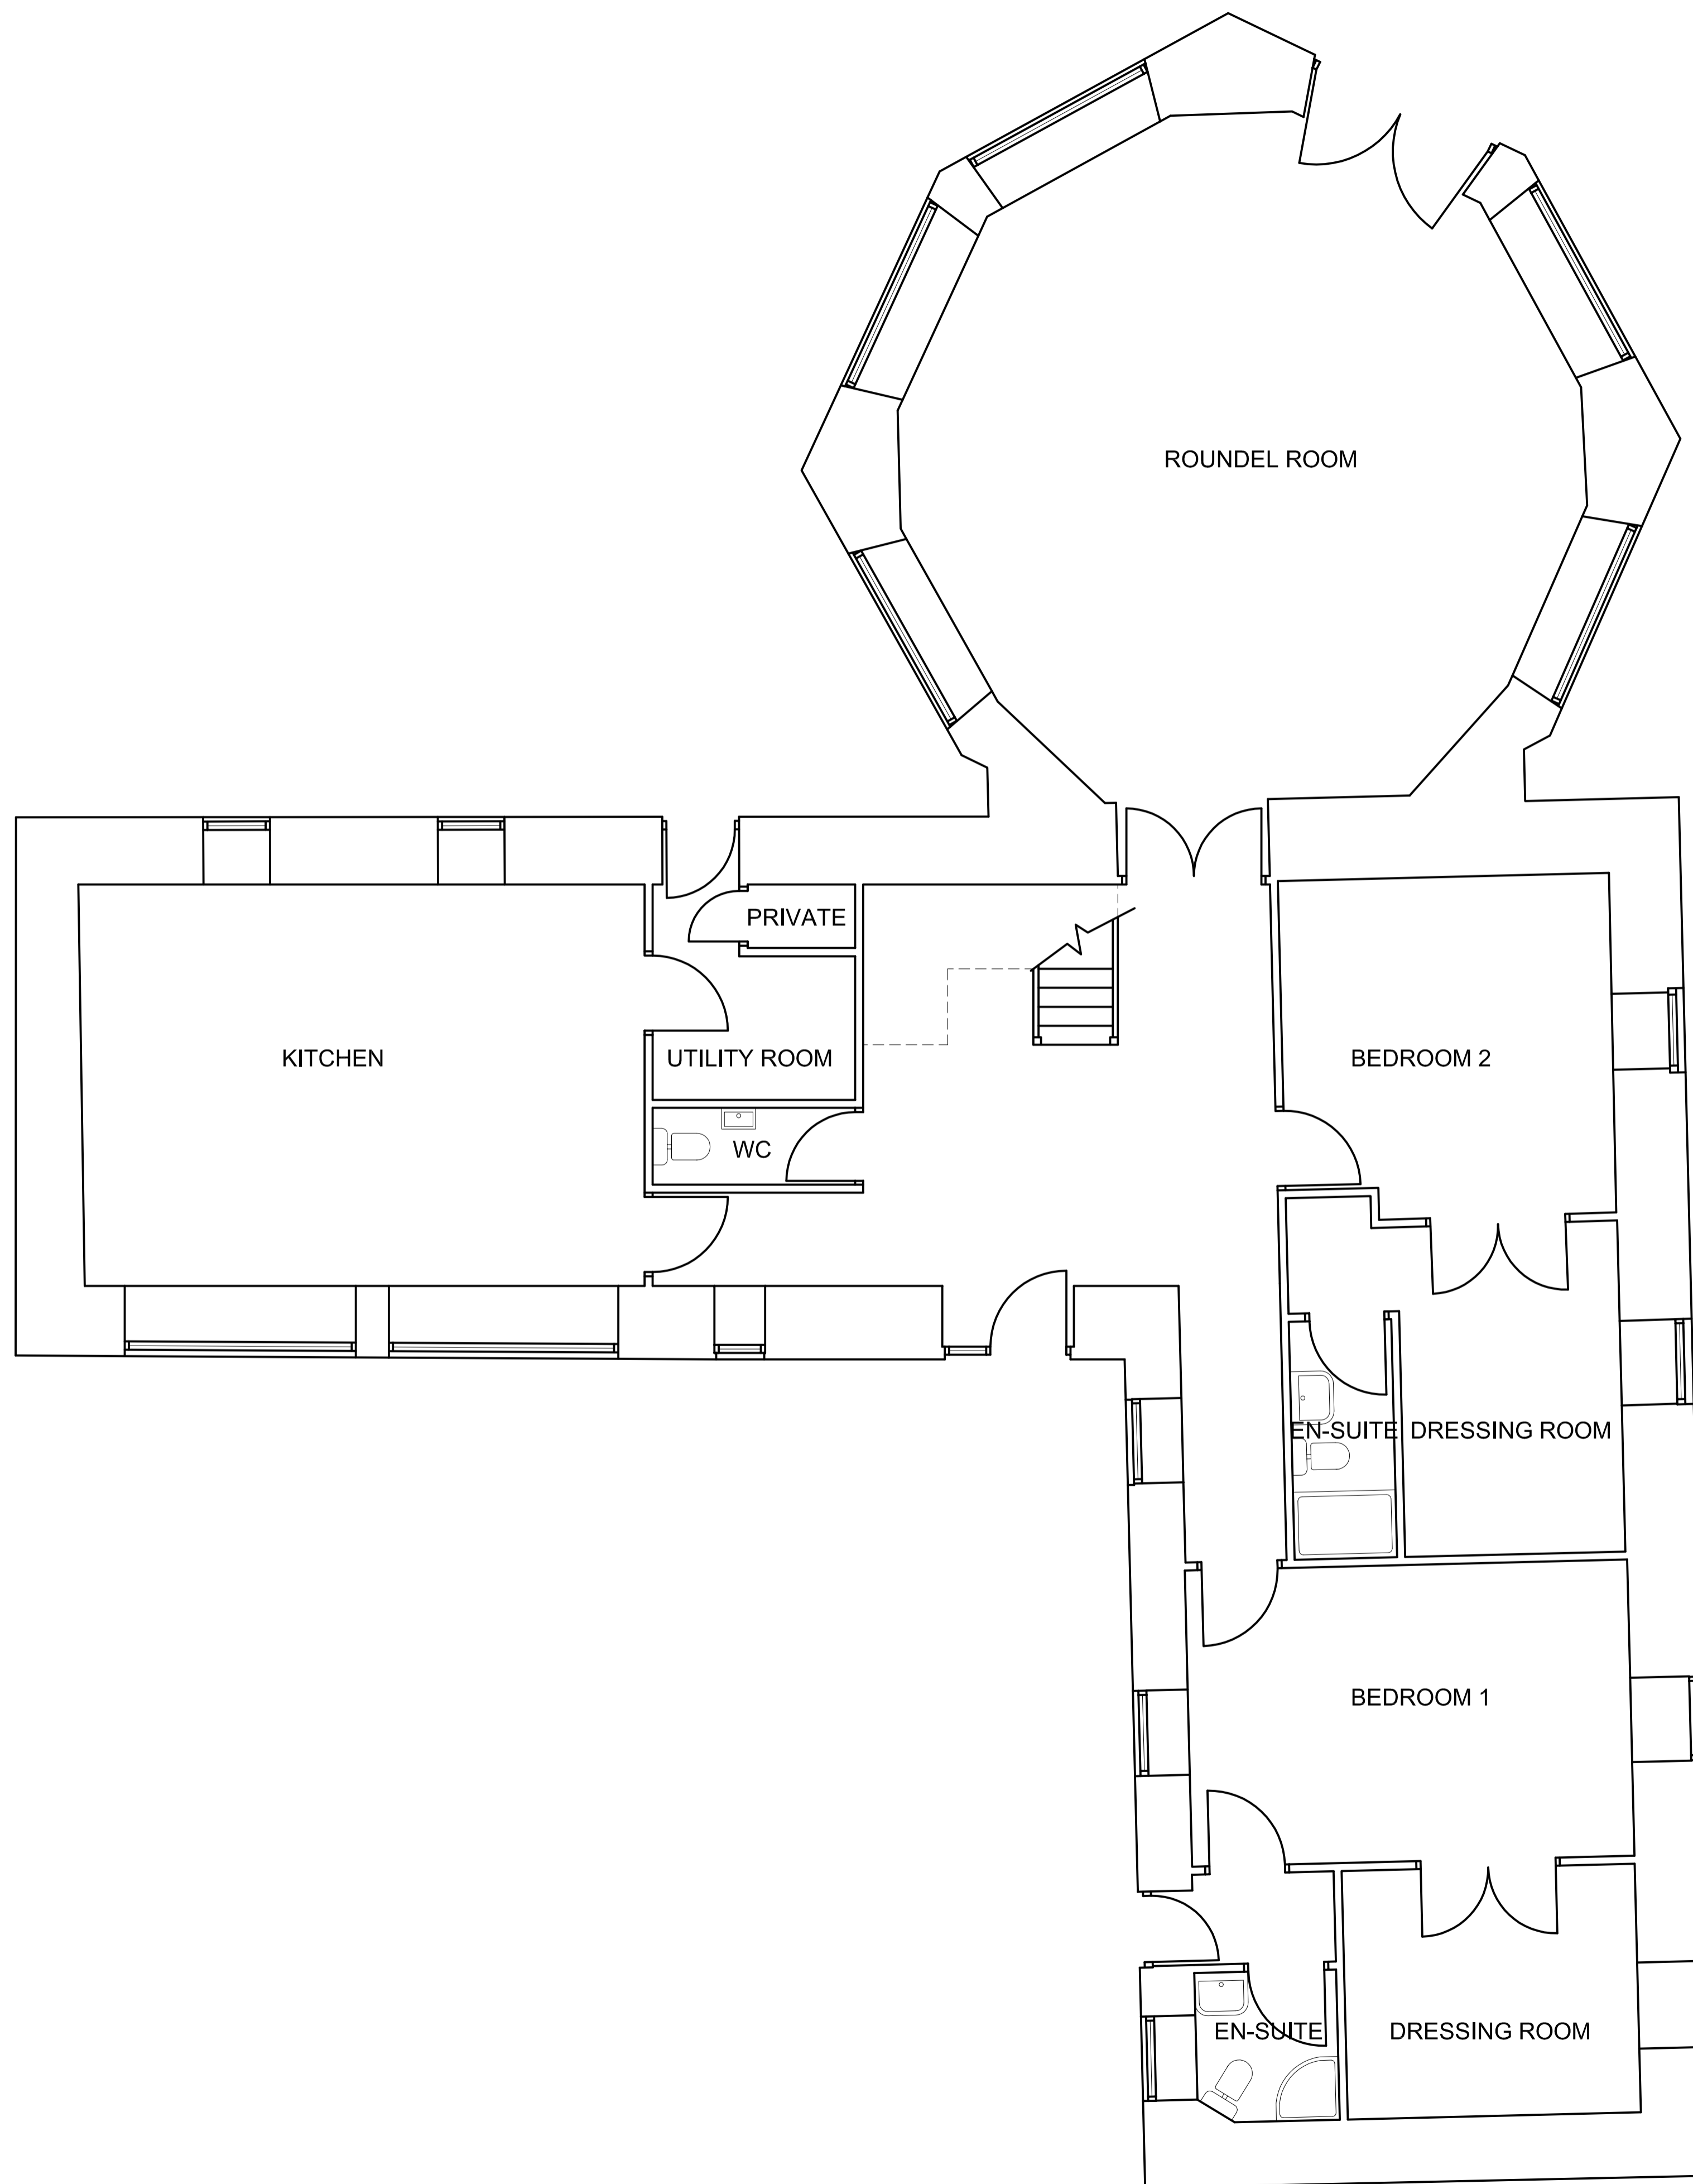 ROUNDEL ROOM
PRIVATE
KITCHEN
UTILITY ROOM
BEDROOM 2
WC
EN-SUITE
DRESSING ROOM
BEDROOM 1
EN-SUITE
DRESSING ROOM